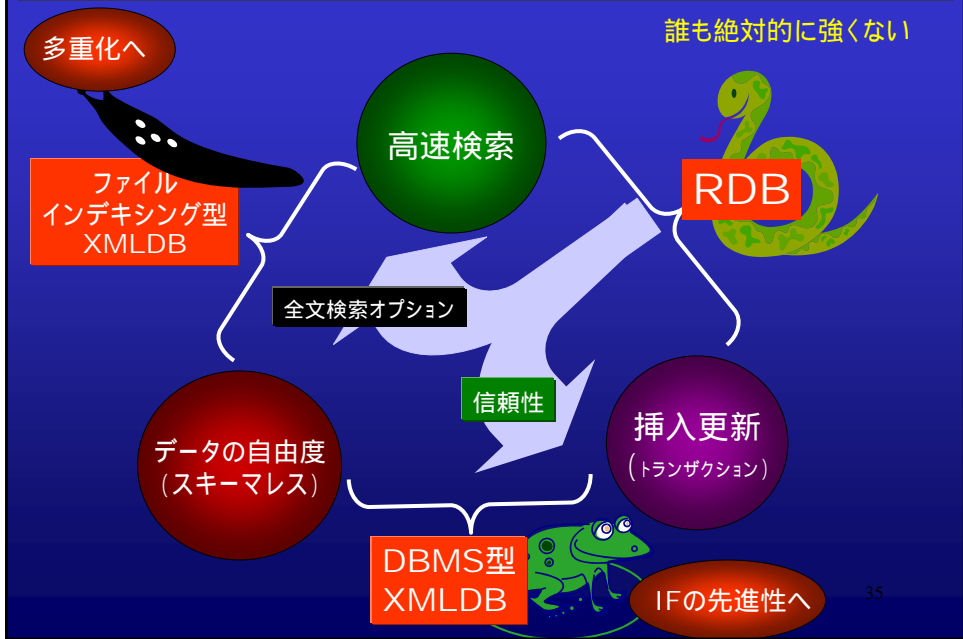 誰も絶対的に強くない
多重化へ
高速検索
ファイル
インデキシング型
XMLDB
RDB
全文検索オプション
信頼性
データの自由度
(スキーマレス)
挿入更新
(トランザクション)
DBMS型
XMLDB
IFの先進性へ
35